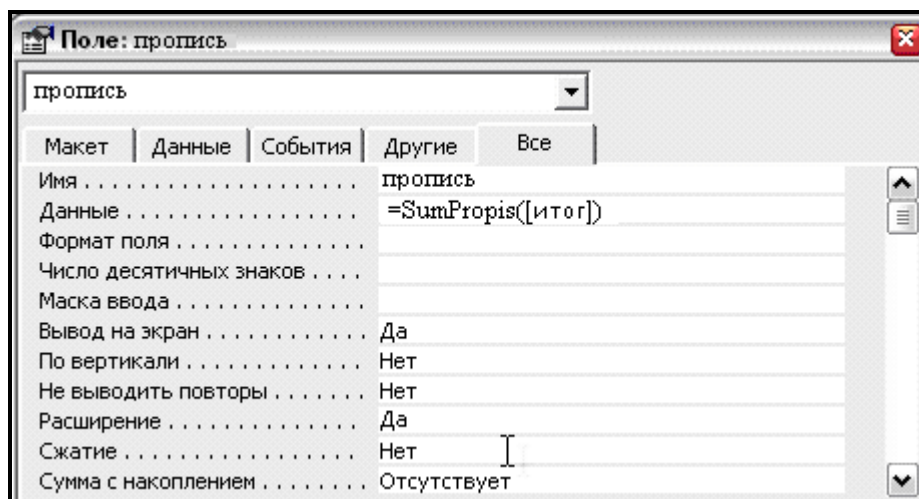 Поле: пропись
пропись
Макет Данные События Другие Все
Имя . . . . . . . . . . . . . . . . . . . . пропись
Данные . . . . . . . . . . . . . . . . . =SumPropis([итог])
Формат поля . . . . . . . . . . . . . .
Число десятичных знаков . . . .
Маска ввода . . . . . . . . . . . . . .
Вывод на экран . . . . . . . . . . . . Да
По вертикали . . . . . . . . . . . . . Нет
Не выводить повторы . . . . . . . Нет
Расширение . . . . . . . . . . . . . . Да
Сжатие . . . . . . . . . . . . . . . . . . Нет
Сумма с накоплением . . . . . . . . Отсутствует